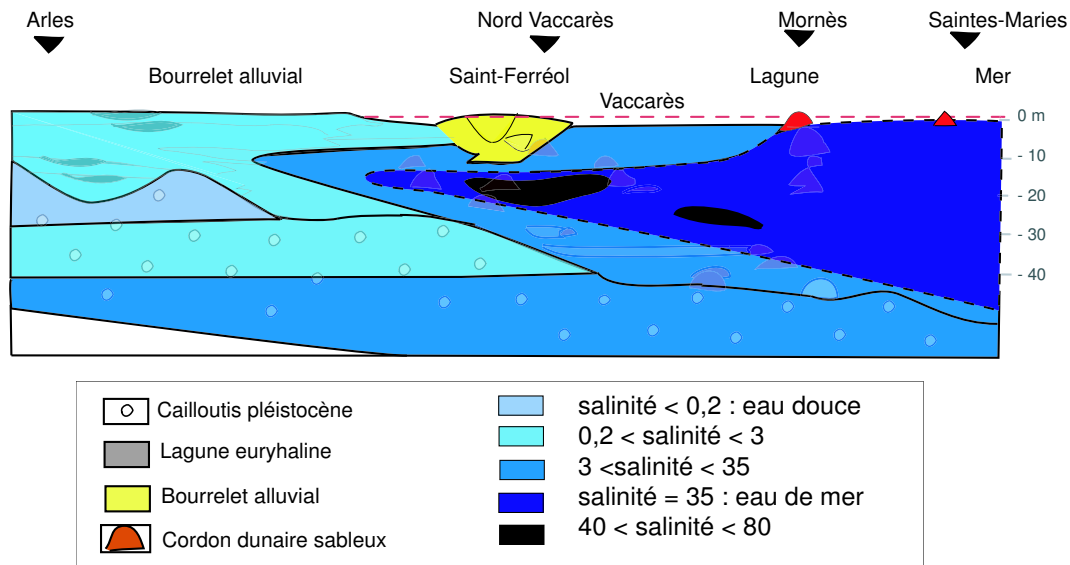 Arles
Nord Vaccarès
Mornès
Saintes-Maries
Bourrelet alluvial
Saint-Ferréol
Lagune
Mer
Vaccarès
0 m
- 10
- 20
- 30
- 40
Cailloutis pléistocène
Lagune euryhaline
Bourrelet alluvial
Cordon dunaire sableux
salinité < 0,2 : eau douce
0,2 < salinité < 3
3 <salinité < 35
salinité = 35 : eau de mer
40 < salinité < 80